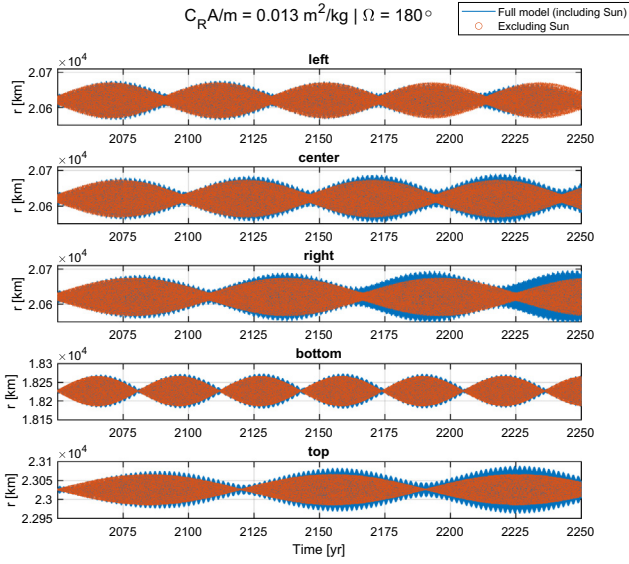 C_R A/m = 0.013 m²/kg | Ω = 180°
Full model (including Sun)
Excluding Sun
left
×10⁴
2.07
2.06
r [km]
2075 2100 2125 2150 2175 2200 2225 2250
center
×10⁴
2.07
2.06
r [km]
2075 2100 2125 2150 2175 2200 2225 2250
right
×10⁴
2.07
2.06
r [km]
2075 2100 2125 2150 2175 2200 2225 2250
bottom
×10⁴
1.83
1.825
1.82
1.815
r [km]
2075 2100 2125 2150 2175 2200 2225 2250
top
×10⁴
2.31
2.305
2.3
2.295
r [km]
2075 2100 2125 2150 2175 2200 2225 2250
Time [yr]